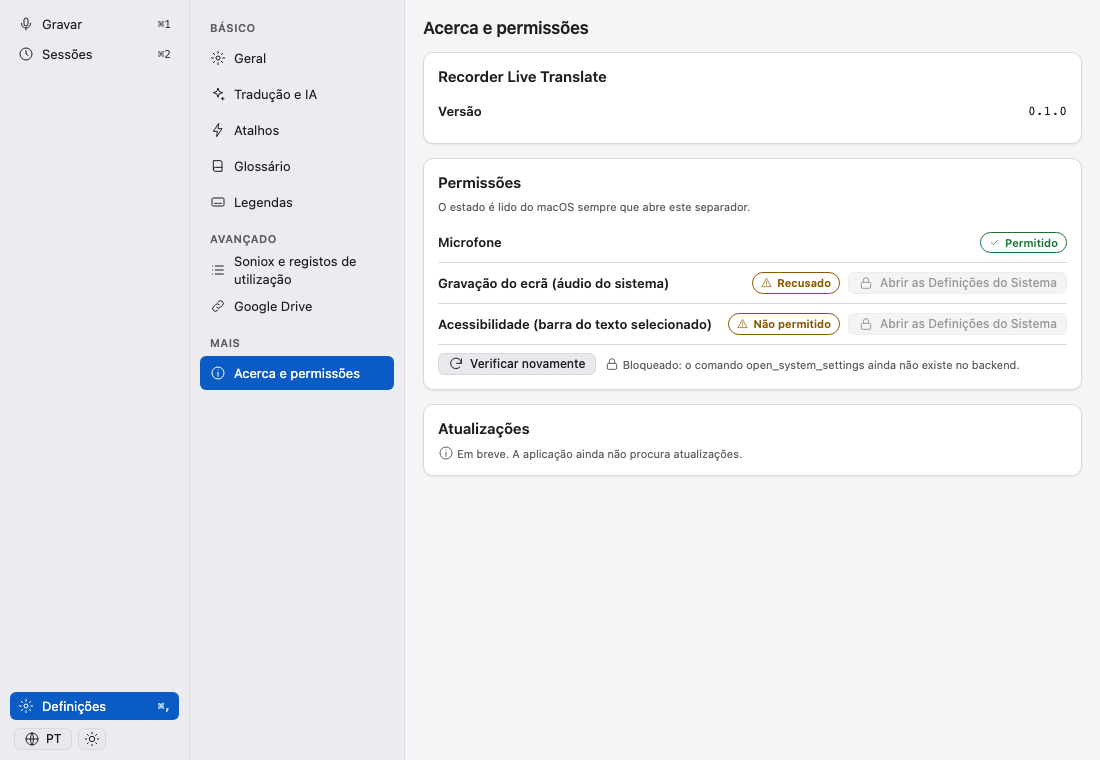 Gravar ⌘1
Sessões ⌘2
Definições ⌘,
PT
BÁSICO
Geral
Tradução e IA
Atalhos
Glossário
Legendas
AVANÇADO
Soniox e registos de
utilização
Google Drive
MAIS
Acerca e permissões
Acerca e permissões
Recorder Live Translate
Versão 0.1.0
Permissões
O estado é lido do macOS sempre que abre este separador.
Microfone Permitido
Gravação do ecrã (áudio do sistema) Recusado Abrir as Definições do Sistema
Acessibilidade (barra do texto selecionado) Não permitido Abrir as Definições do Sistema
Verificar novamente Bloqueado: o comando open_system_settings ainda não existe no backend.
Atualizações
Em breve. A aplicação ainda não procura atualizações.